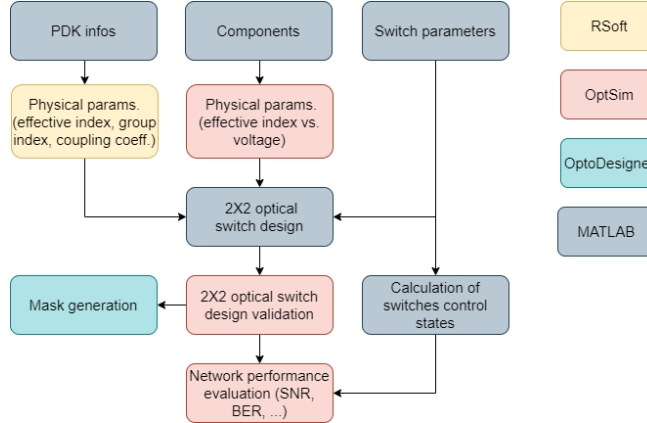 PDK infos
Components
Switch parameters
RSoft
Physical params.
(effective index, group
index, coupling coeff.)
Physical params.
(effective index vs.
voltage)
OptSim
OptoDesigne
2X2 optical
switch design
MATLAB
Mask generation
2X2 optical switch
design validation
Calculation of
switches control
states
Network performance
evaluation (SNR,
BER, ...)